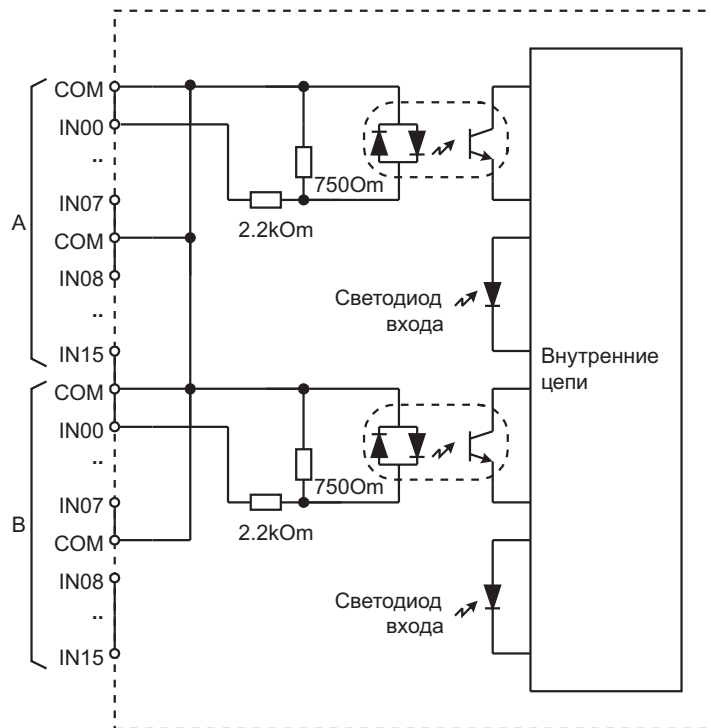 COM
IN00
..
IN07
A
COM
IN08
..
IN15
750Om
2.2kOm
Светодиод
входа
Внутренние
цепи
COM
IN00
..
IN07
B
COM
IN08
..
IN15
750Om
2.2kOm
Светодиод
входа